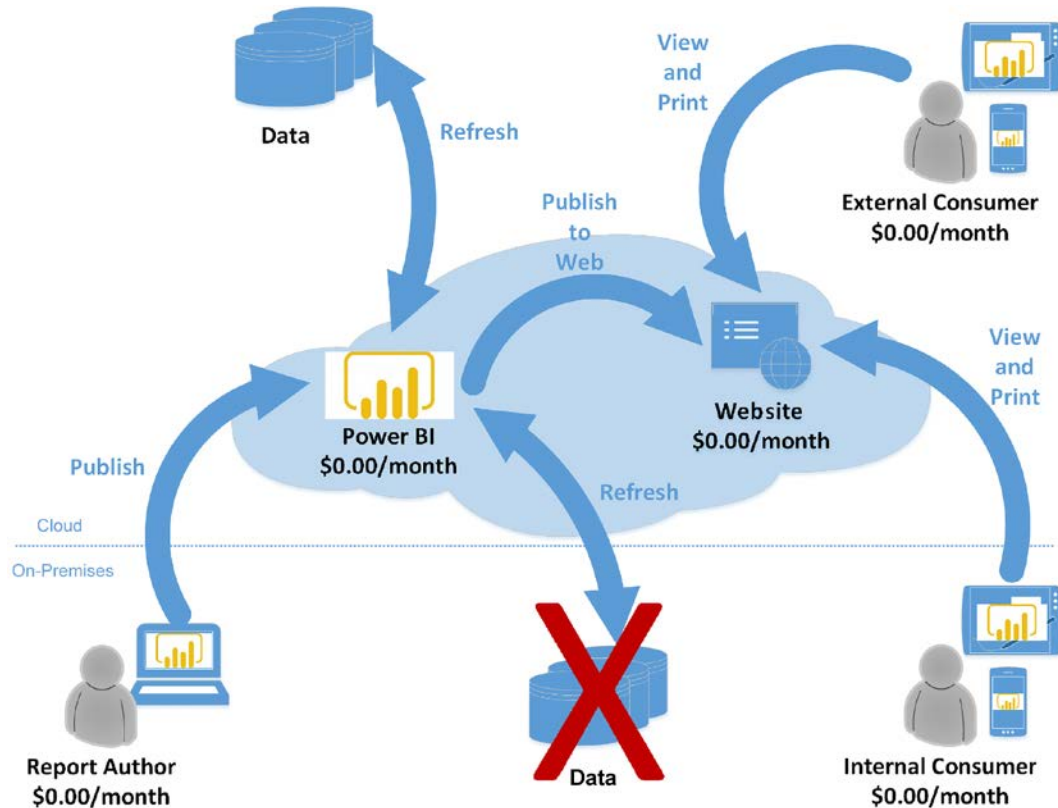 View
and
Print
Data
Refresh
External Consumer
$0.00/month
Publish
to
Web
View
and
Print
Website
$0.00/month
Power BI
$0.00/month
Publish
Refresh
Cloud
On-Premises
Report Author
$0.00/month
Data
Internal Consumer
$0.00/month